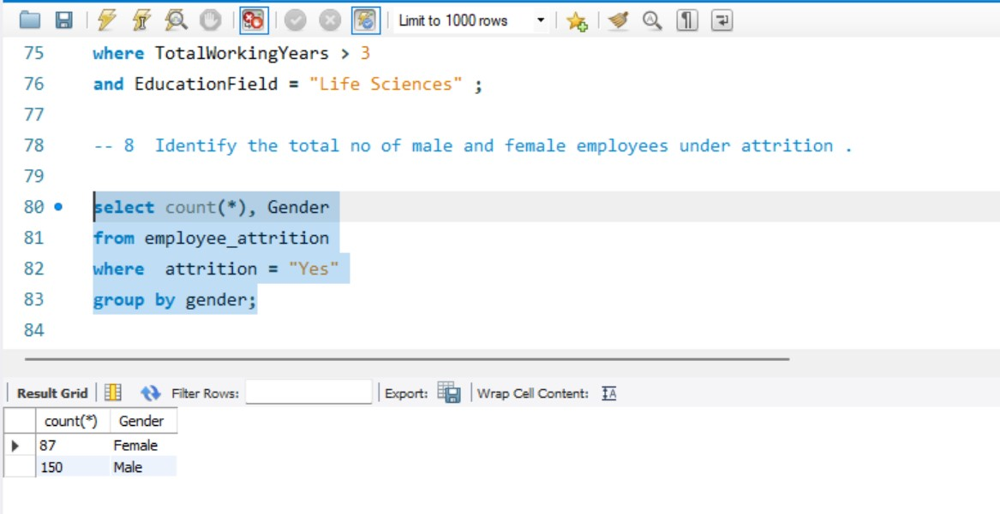 Limit to 1000 rows
75 where TotalWorkingYears > 3
76 and EducationField = "Life Sciences" ;
77
78 -- 8  Identify the total no of male and female employees under attrition .
79
80 select count(*), Gender
81 from employee_attrition
82 where  attrition = "Yes"
83 group by gender;
84
Result Grid Filter Rows: Export: Wrap Cell Content: IA
count(*) Gender
87 Female
150 Male